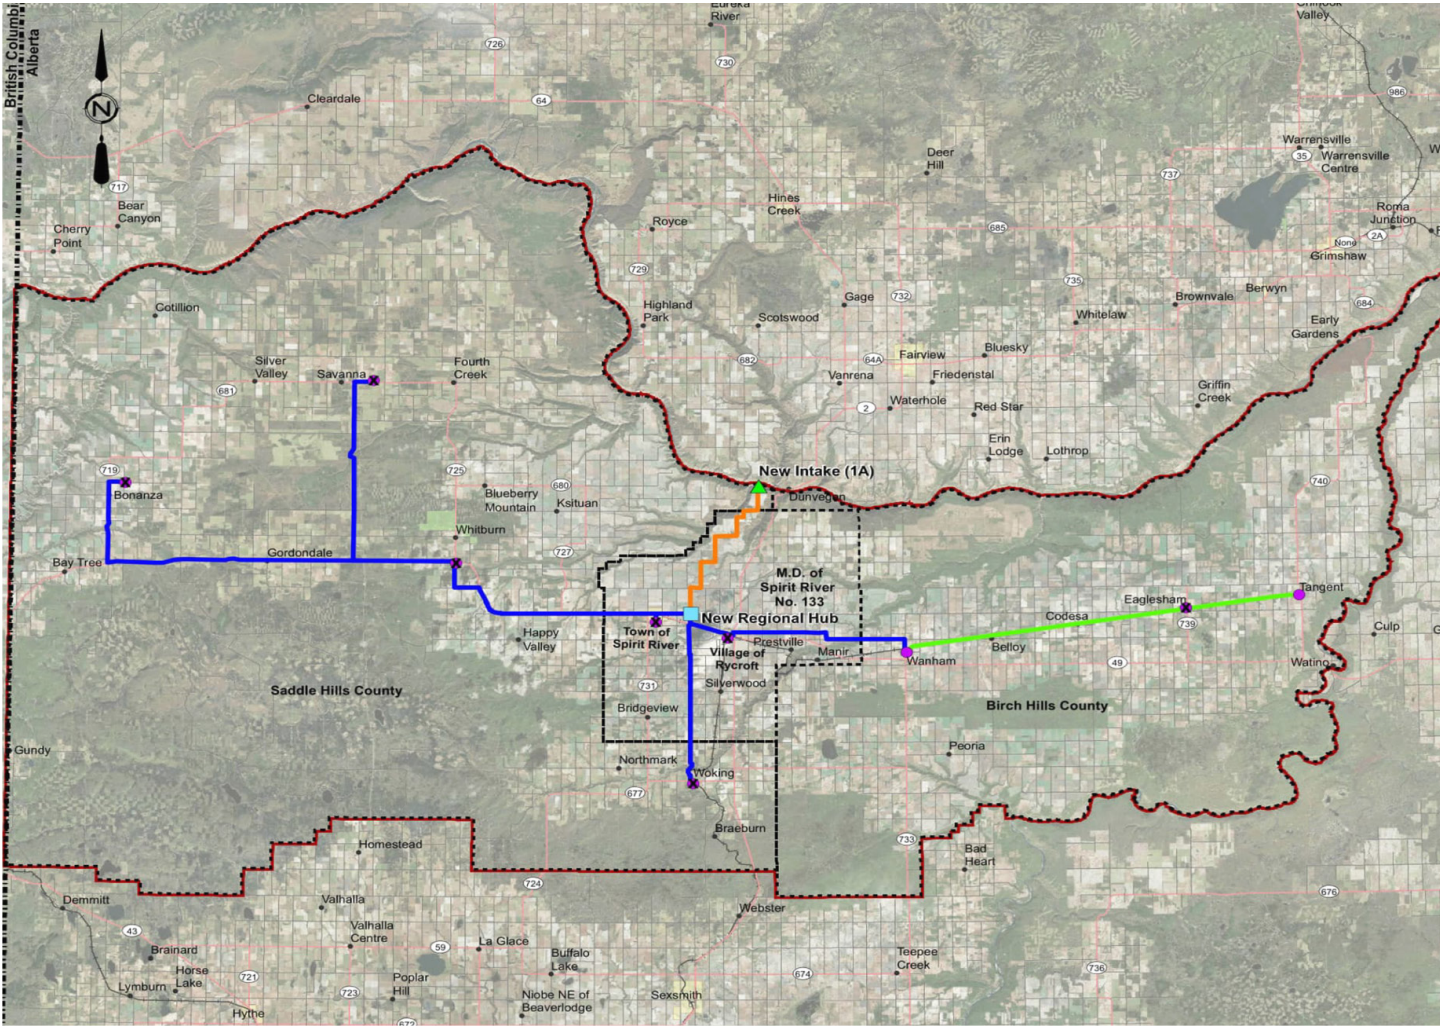 British Columbi
Alberta
N
Eureka
River
Chinook
Valley
726
730
986
Cleardale
64
Warrensville
35
Warrensville
Centre
W
Deer
Hill
737
717
Bear
Canyon
Cherry
Point
Hines
Creek
Royce
685
Roma
Junction
2A
F
None
Grimshaw
729
735
Berwyn
Cotillion
Highland
Park
Scotswood
Gage
732
Whitelaw
Brownvale
684
Early
Gardens
Silver
Valley
Savanna
Fourth
Creek
681
682
64A
Fairview
Bluesky
Vanrena
Friedenstal
2
Waterhole
Red Star
Griffin
Creek
Erin
Lodge
Lothrop
719
Bonanza
725
680
Blueberry
Mountain
Ksituan
New Intake (1A)
Dunvegan
740
Whitburn
727
Bay Tree
Gordondale
M.D. of
Spirit River
No. 133
New Regional Hub
Tangent
Eaglesham
739
Codesa
Culp
G
Happy
Valley
Town of
Spirit River
Village of
Rycroft
Prestville
Manir
Wanham
Belloy
49
Watino
Saddle Hills County
731
Silverwood
Bridgeview
Birch Hills County
Gundy
Northmark
Woking
677
Peoria
Braeburn
733
Bad
Heart
Homestead
724
676
Demmitt
Valhalla
Webster
43
Valhalla
Centre
59
La Glace
Brainard
Horse
Lake
721
Buffalo
Lake
674
Teepee
Creek
736
Lymburn
723
Poplar
Hill
Niobe NE of
Beaverlodge
Sexsmith
Hythe
672